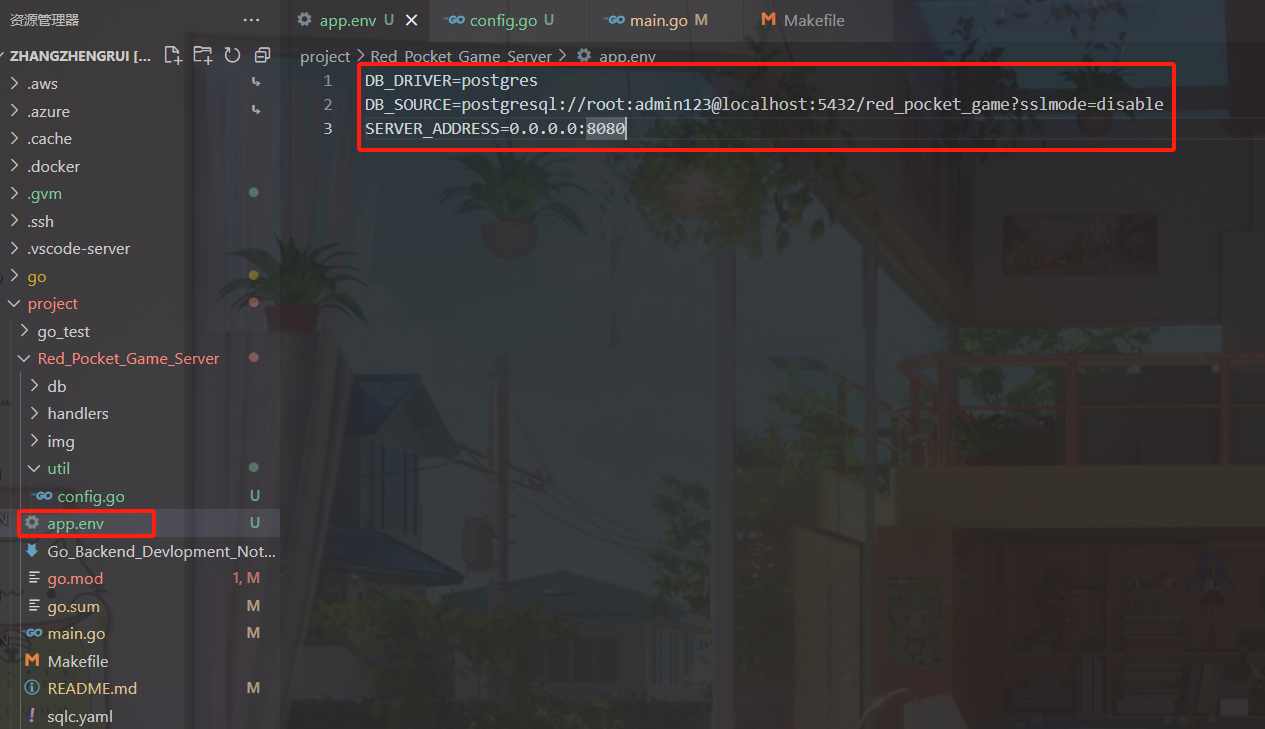 资源管理器 ...
app.env U
config.go U
main.go M
Makefile
ZHANGZHENGRUI [...
project > Red_Pocket_Game_Server > app.env
.aws
.azure
.cache
.docker
.gvm
.ssh
.vscode-server
go
project
go_test
Red_Pocket_Game_Server
db
handlers
img
util
config.go U
app.env U
Go_Backend_Devlopment_Not...
go.mod 1, M
go.sum M
main.go M
Makefile
README.md M
sqlc.yaml
1 DB_DRIVER=postgres
2 DB_SOURCE=postgresql://root:admin123@localhost:5432/red_pocket_game?sslmode=disable
3 SERVER_ADDRESS=0.0.0.0:8080